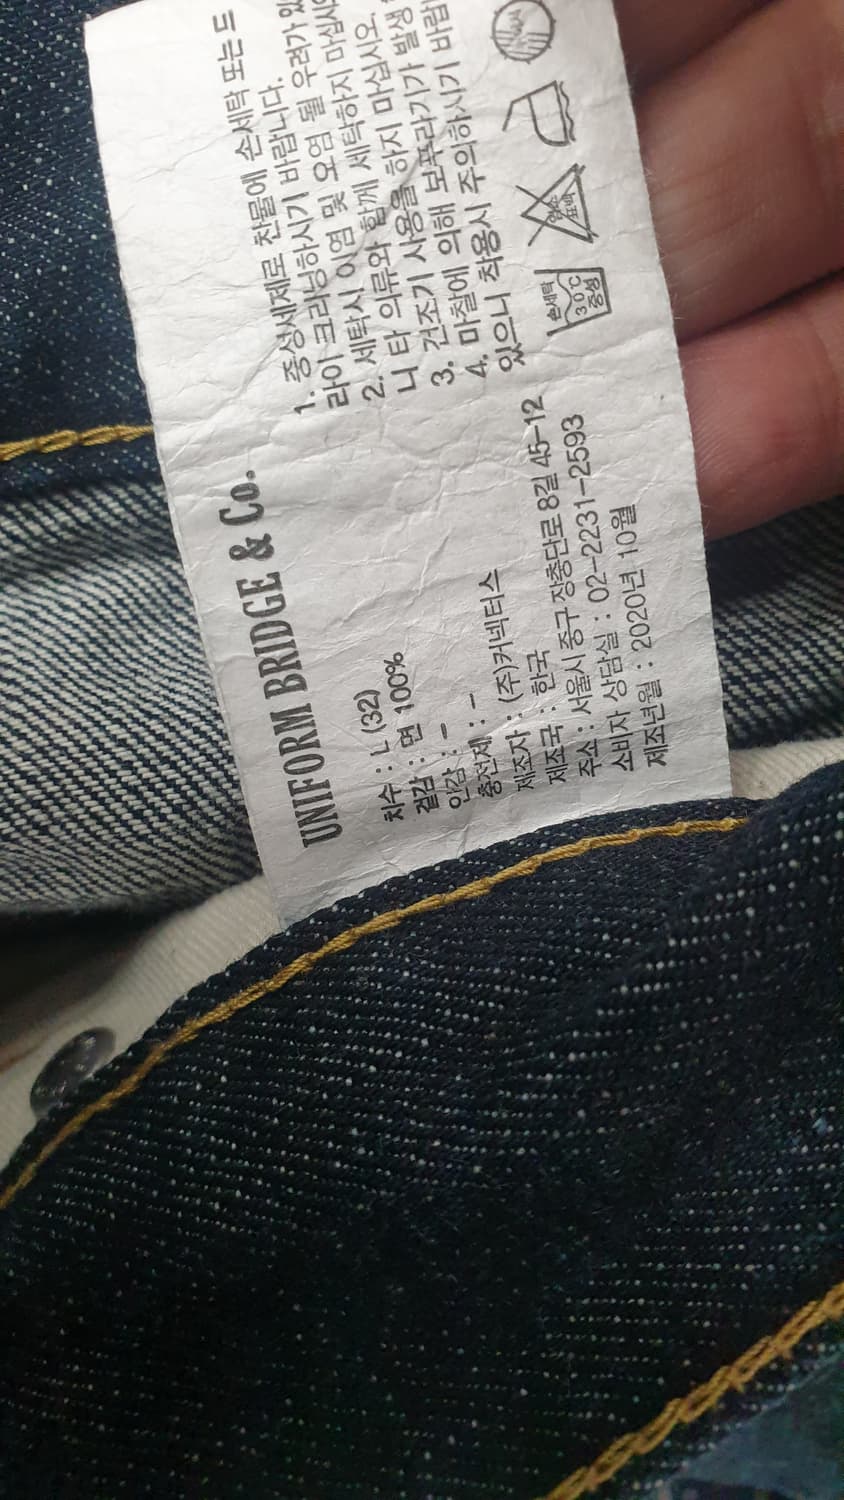 UNIFORM BRIDGE & Co.
치수 : L (32)
겉감 : 면 100%
안감 : -
충전재 : -
제조자 : (주)커넥터스
제조국 : 한국
주소 : 서울시 중구 장충단로 8길 45-12
소비자 상담실 : 02-2231-2593
제조년월 : 2020년 10월
1. 중성세제로 찬물에 손세탁 또는 드
라이 크리닝하시기 바랍니다.
2. 세탁시 이염 및 오염 될 우려가 있
니 타 의류와 함께 세탁하지 마십시오
3. 건조기 사용을 하지 마십시오.
4. 마찰에 의해 보푸라기가 발생
있으니 착용시 주의하시기 바랍
손세탁
30℃
중성
염소
표백